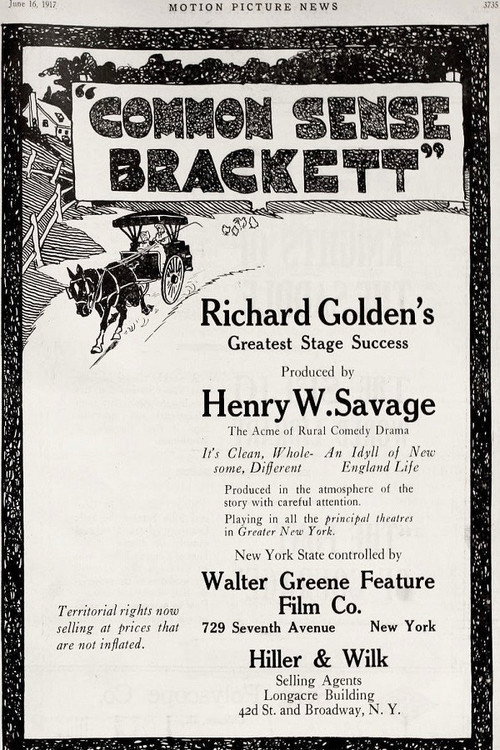 June 16, 1917
MOTION PICTURE NEWS
3735
"COMMON SENSE
BRACKETT"
Richard Golden's
Greatest Stage Success
Produced by
Henry W. Savage
The Acme of Rural Comedy Drama
It's Clean, Whole-
some, Different
An Idyll of New
England Life
Produced in the atmosphere of the
story with careful attention.
Playing in all the principal theatres
in Greater New York.
New York State controlled by
Walter Greene Feature
Film Co.
729 Seventh Avenue New York
Territorial rights now
selling at prices that
are not inflated.
Hiller & Wilk
Selling Agents
Longacre Building
42d St. and Broadway, N. Y.